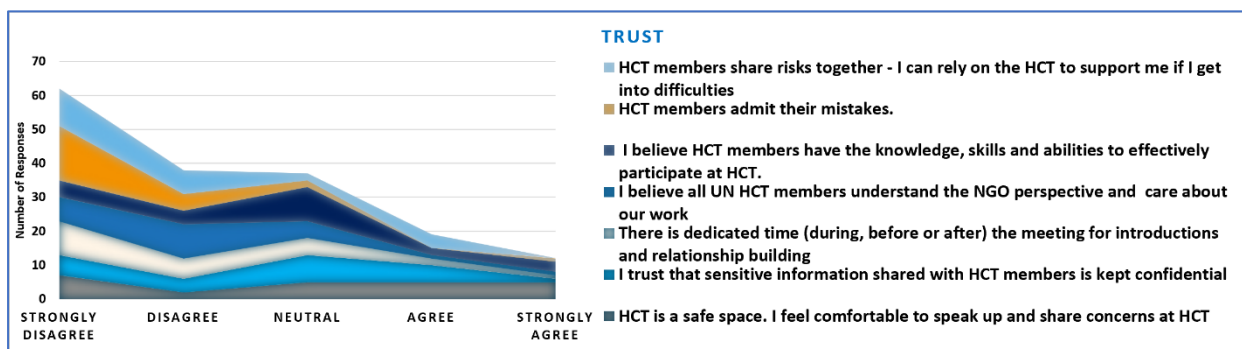 TRUST
70
60
50
40
30
20
10
0
Number of Responses
STRONGLY DISAGREE
DISAGREE
NEUTRAL
AGREE
STRONGLY AGREE
HCT members share risks together - I can rely on the HCT to support me if I get
into difficulties
HCT members admit their mistakes.
I believe HCT members have the knowledge, skills and abilities to effectively
participate at HCT.
I believe all UN HCT members understand the NGO perspective and care about
our work
There is dedicated time (during, before or after) the meeting for introductions
and relationship building
I trust that sensitive information shared with HCT members is kept confidential
HCT is a safe space. I feel comfortable to speak up and share concerns at HCT